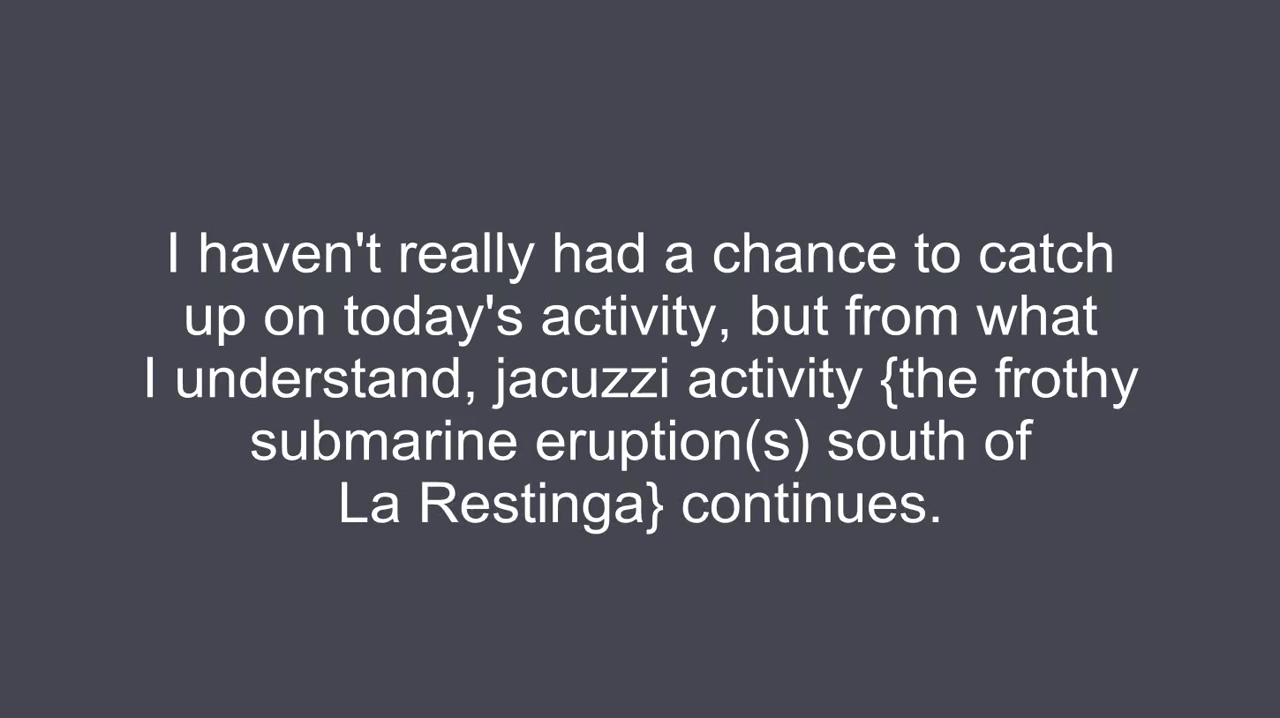 I haven't really had a chance to catch
up on today's activity, but from what
I understand, jacuzzi activity {the frothy
submarine eruption(s) south of
La Restinga} continues.